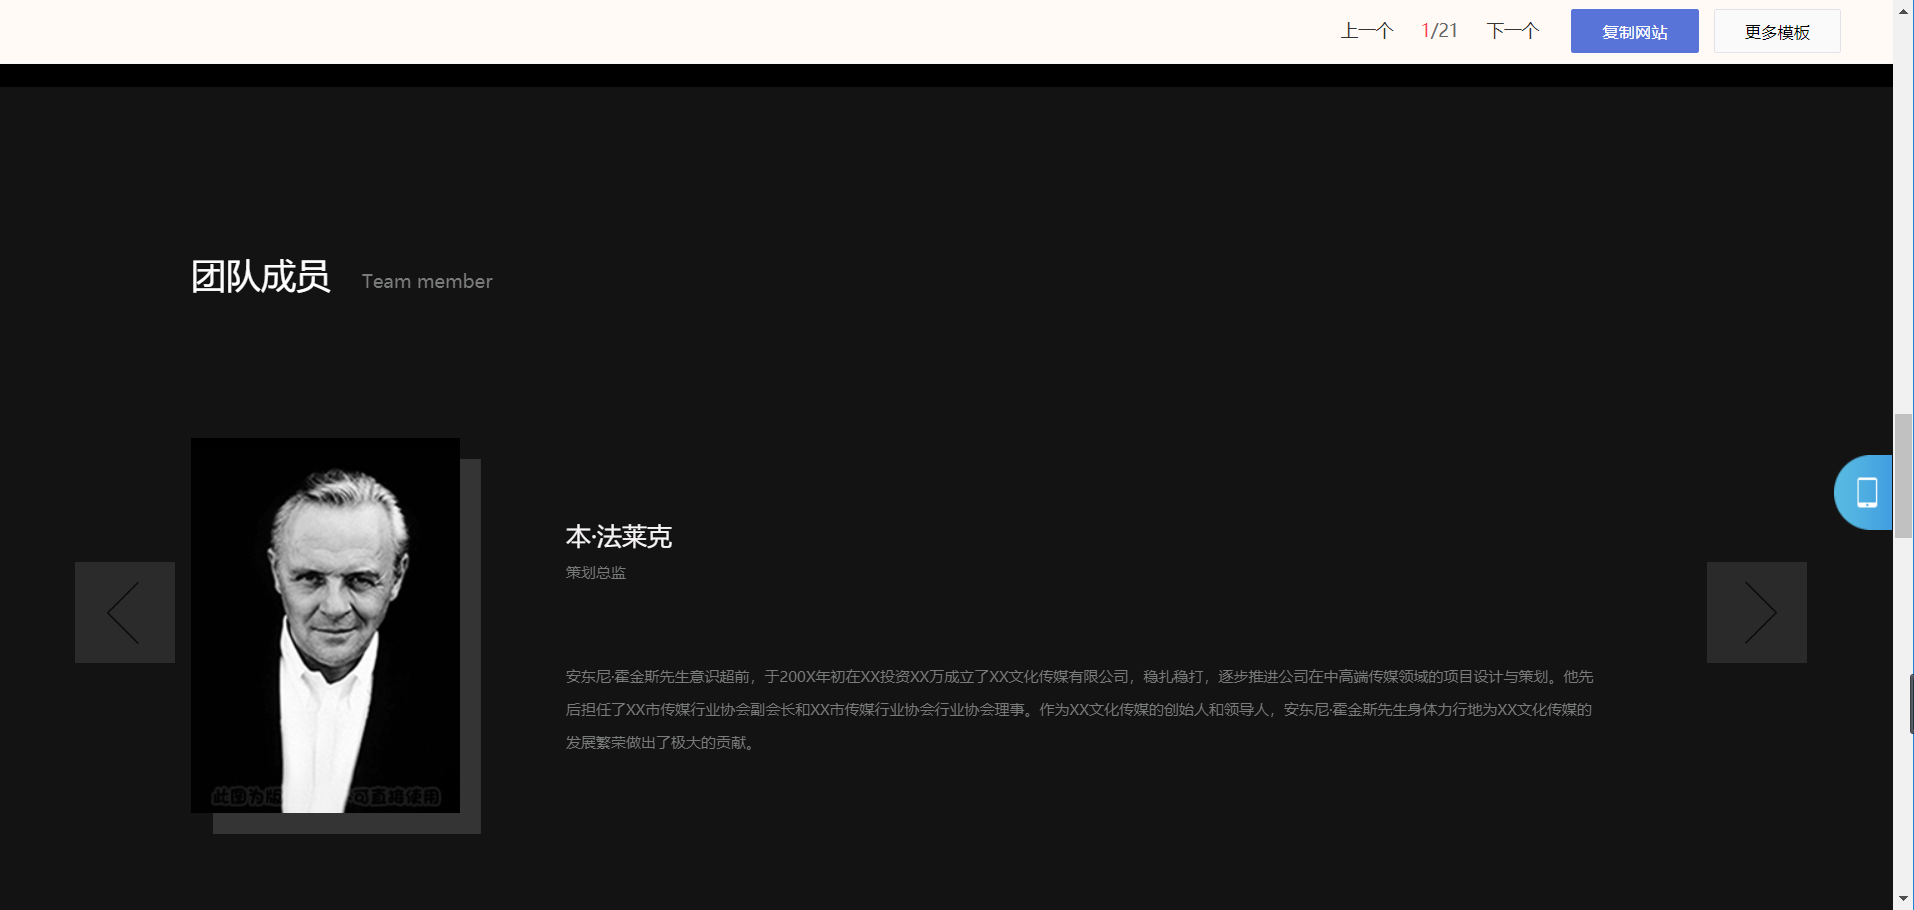 上一个 1/21 下一个 复制网站 更多模板
团队成员 Team member
本·法莱克
策划总监
安东尼·霍金斯先生意识超前，于200X年初在XX投资XX万成立了XX文化传媒有限公司，稳扎稳打，逐步推进公司在中高端传媒领域的项目设计与策划。他先
后担任了XX市传媒行业协会副会长和XX市传媒行业协会行业协会理事。作为XX文化传媒的创始人和领导人，安东尼·霍金斯先生身体力行地为XX文化传媒的
发展繁荣做出了极大的贡献。
此图为版 可直接使用